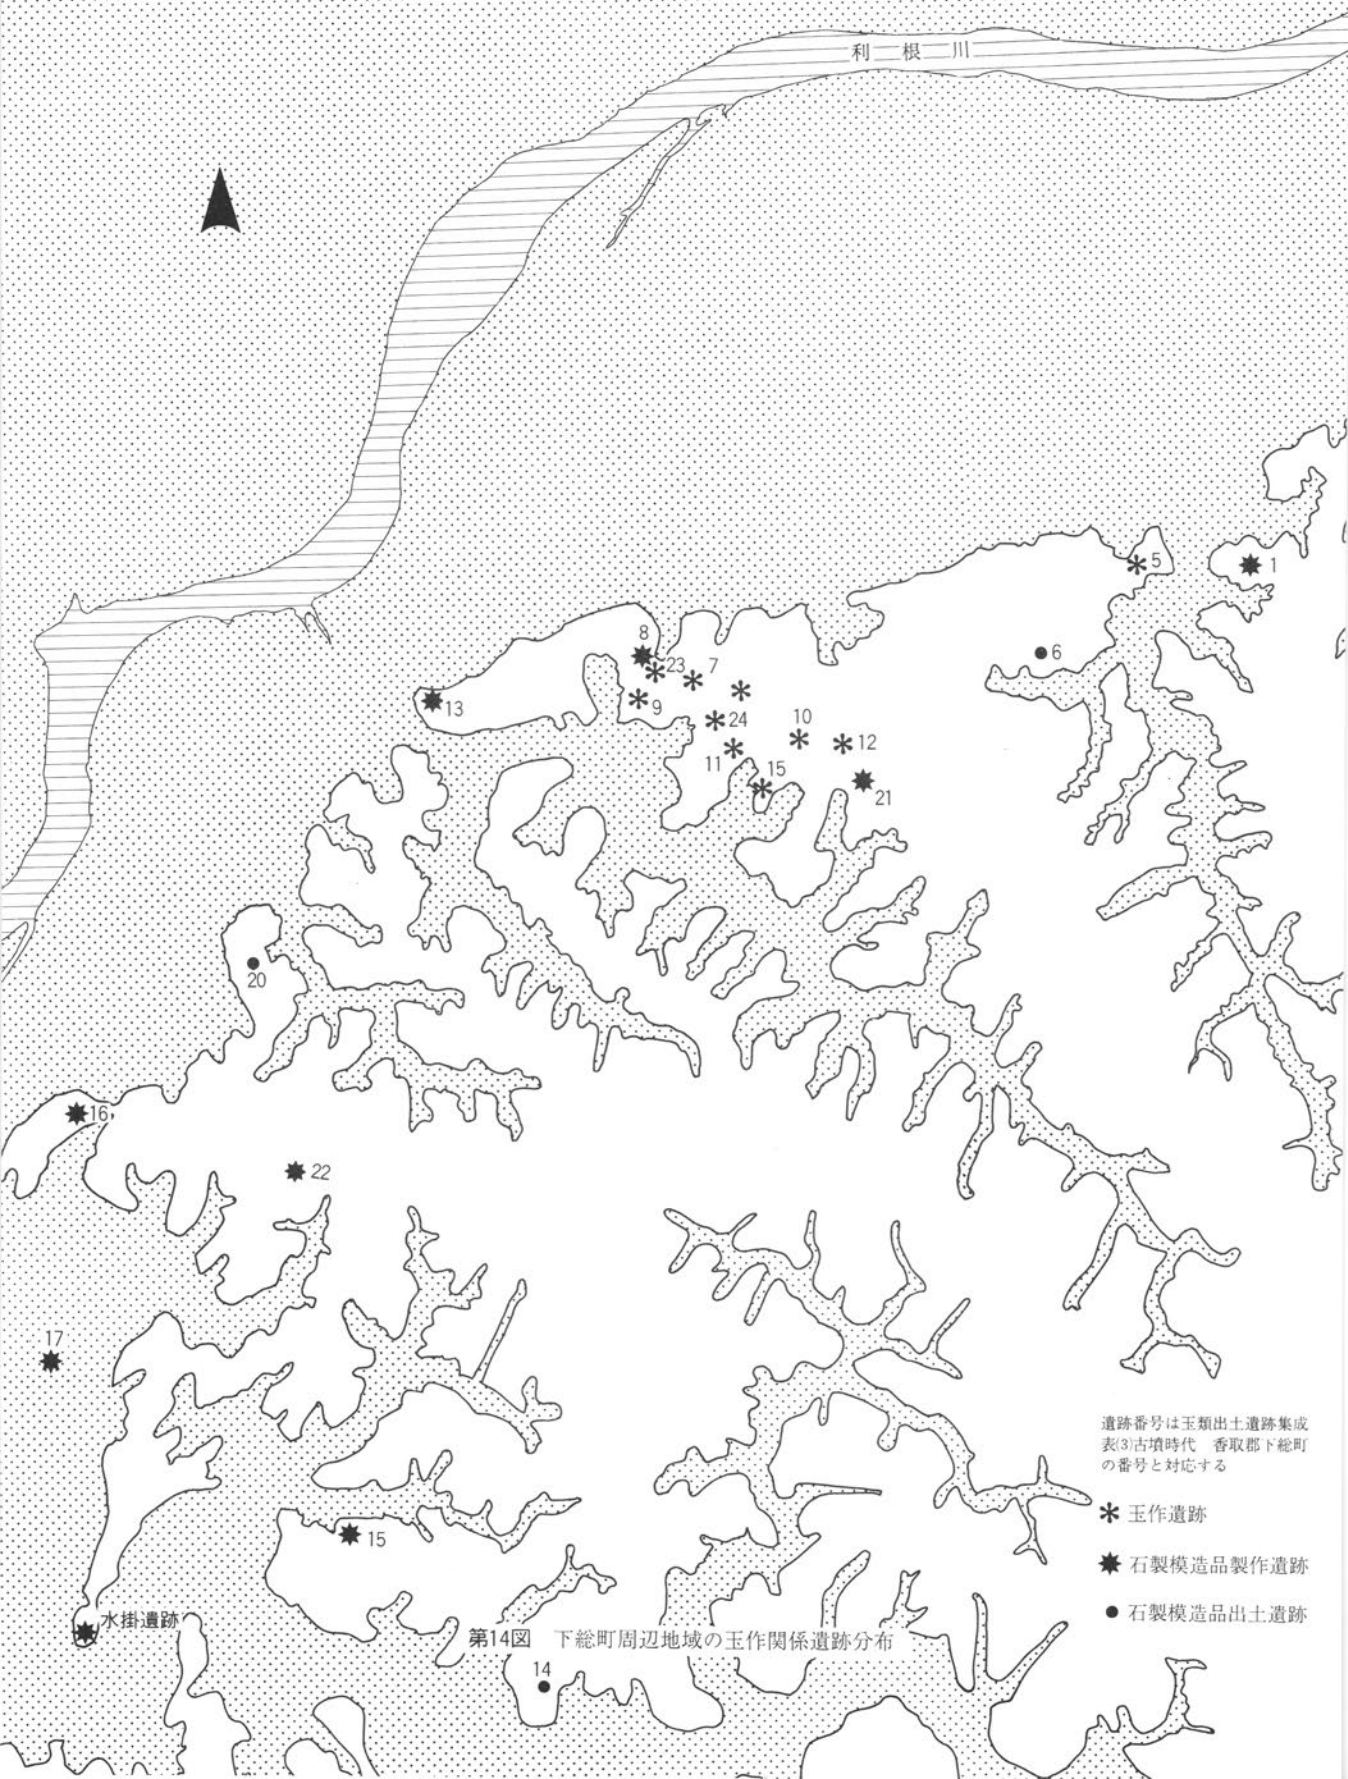 利根川
5
1
6
8
23
7
13
9
24
10
12
11
15
21
20
16
22
17
遺跡番号は玉類出土遺跡集成
表(3)古墳時代　香取郡下総町
の番号と対応する
玉作遺跡
15
石製模造品製作遺跡
石製模造品出土遺跡
水掛遺跡
第14図　下総町周辺地域の玉作関係遺跡分布
14